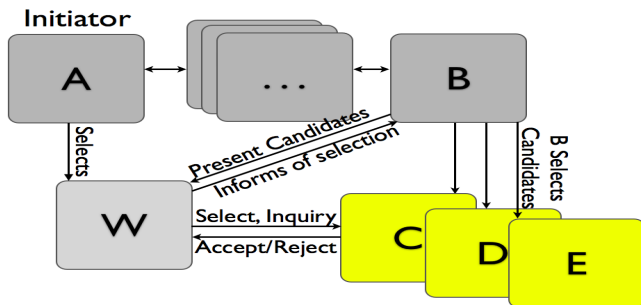 Initiator
A
...
B
Selects
Present Candidates
Informs of selection
B Selects
Candidates
W
Select, Inquiry
Accept/Reject
C
D
E